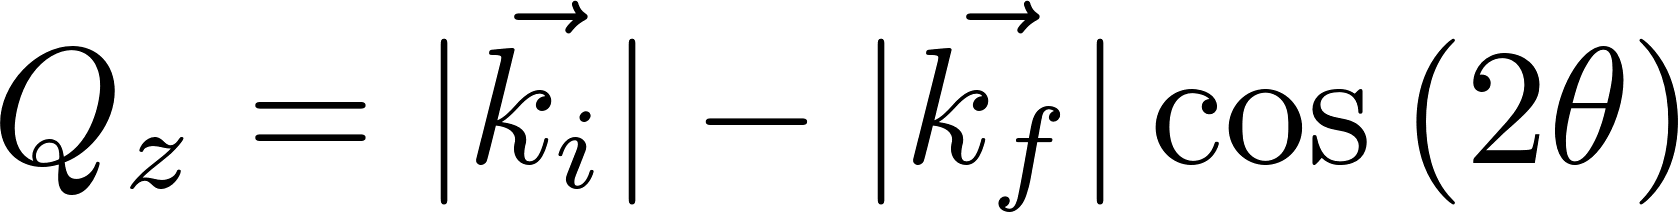 $Q_z = |\vec{k_i}| - |\vec{k_f}| \cos(2\theta)$